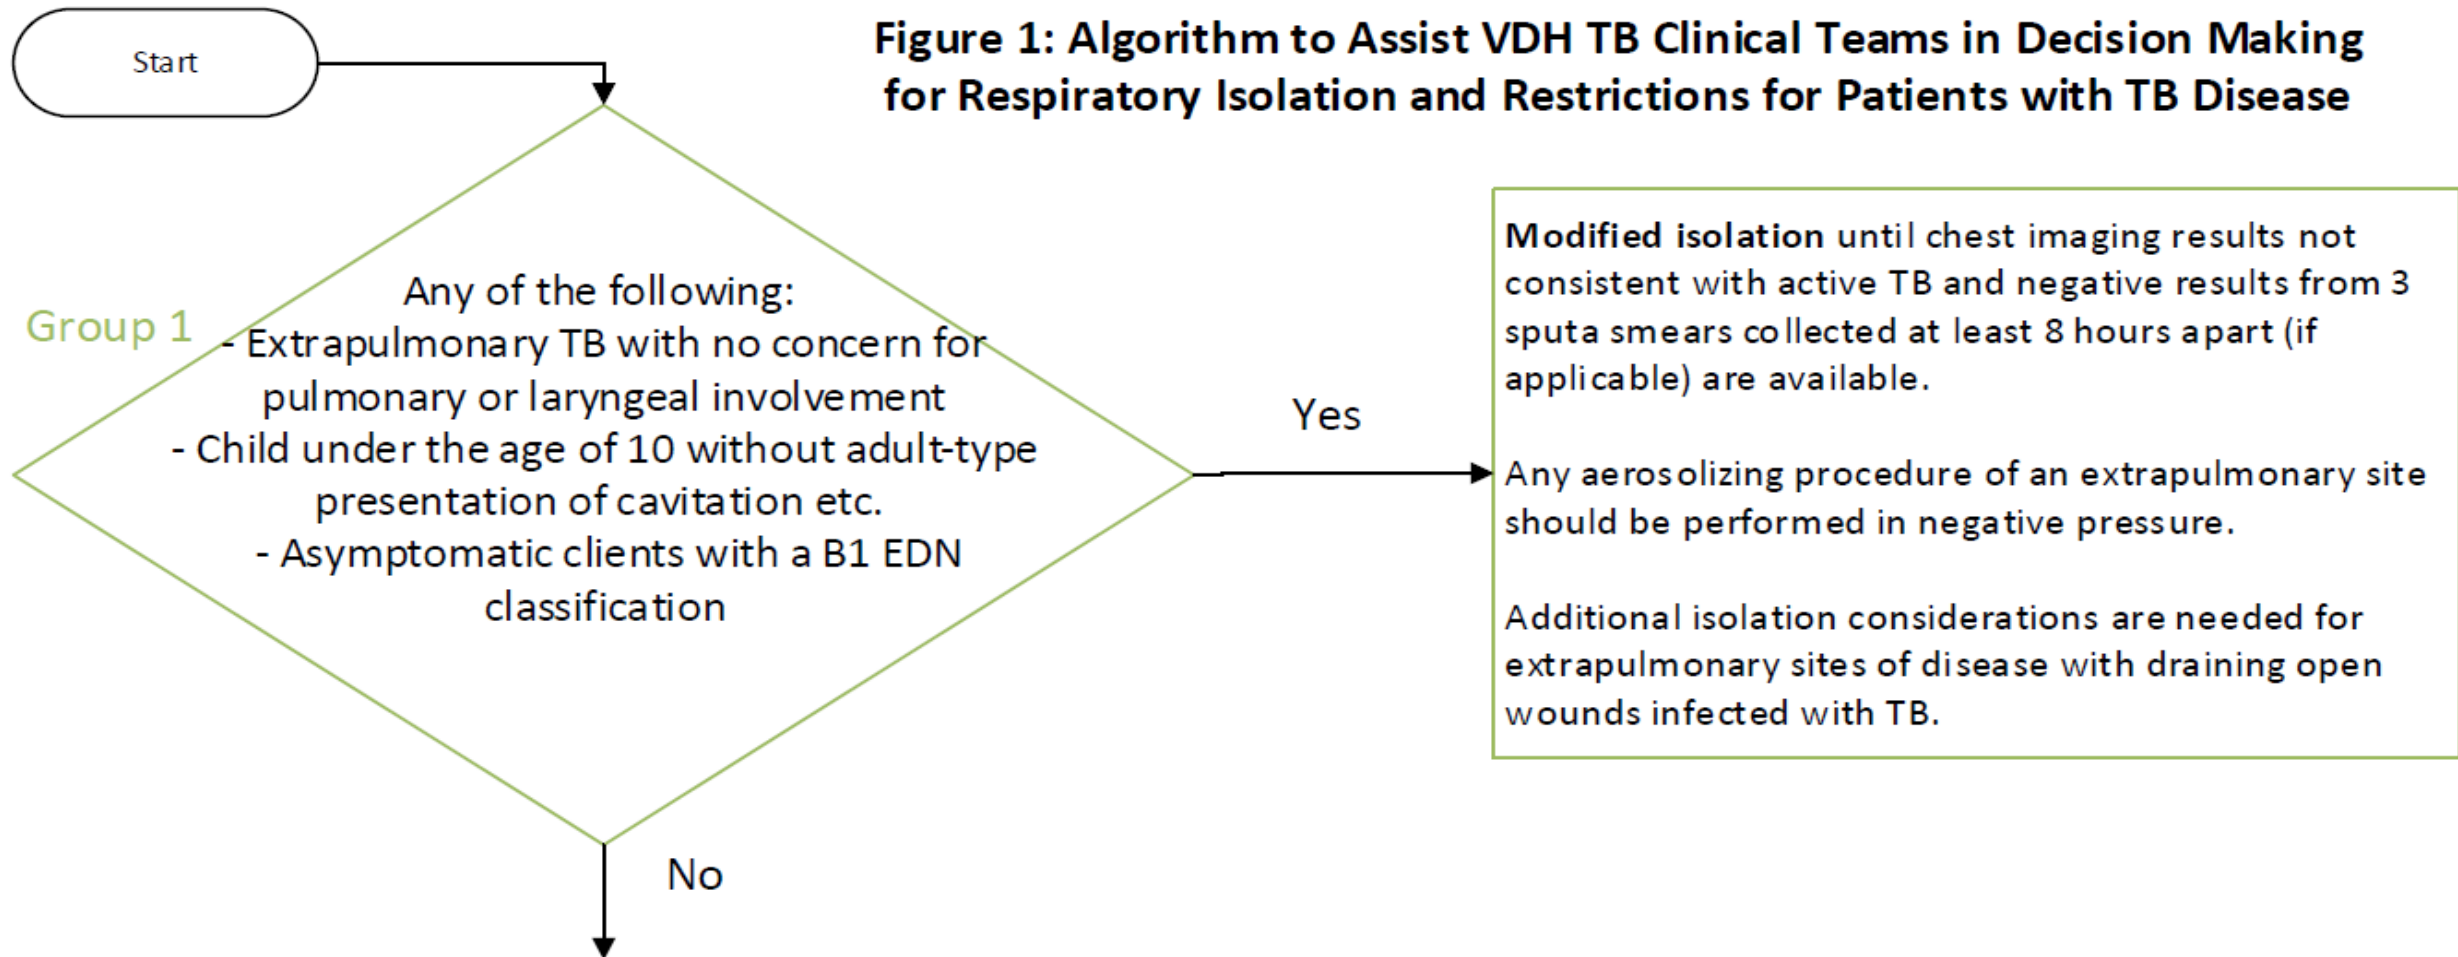 Start
Figure 1: Algorithm to Assist VDH TB Clinical Teams in Decision Making
for Respiratory Isolation and Restrictions for Patients with TB Disease
Group 1
Any of the following:
- Extrapulmonary TB with no concern for
pulmonary or laryngeal involvement
- Child under the age of 10 without adult-type
presentation of cavitation etc.
- Asymptomatic clients with a B1 EDN
classification
Yes
Modified isolation until chest imaging results not
consistent with active TB and negative results from 3
sputa smears collected at least 8 hours apart (if
applicable) are available.
Any aerosolizing procedure of an extrapulmonary site
should be performed in negative pressure.
Additional isolation considerations are needed for
extrapulmonary sites of disease with draining open
wounds infected with TB.
No